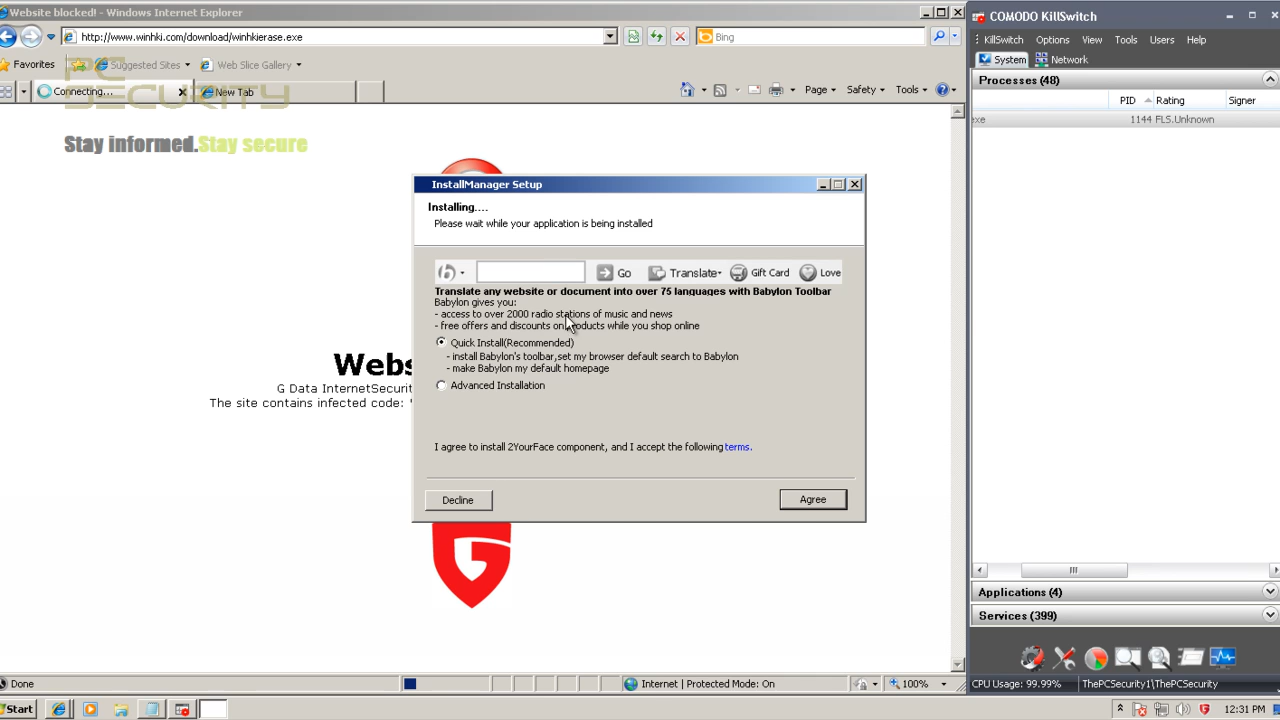 Website blocked! - Windows Internet Explorer
http://www.winhki.com/download/winhkierase.exe
Bing
Favorites
Suggested Sites
Web Slice Gallery
PC SECURITY
Connecting...
New Tab
Page
Safety
Tools
Stay informed.Stay secure
Webs
G Data InternetSecurit
The site contains infected code: '
InstallManager Setup
Installing....
Please wait while your application is being installed
Go
Translate
Gift Card
Love
Translate any website or document into over 75 languages with Babylon Toolbar
Babylon gives you:
- access to over 2000 radio stations of music and news
- free offers and discounts on products while you shop online
Quick Install(Recommended)
- install Babylon's toolbar,set my browser default search to Babylon
- make Babylon my default homepage
Advanced Installation
I agree to install 2YourFace component, and I accept the following terms.
Decline
Agree
Done
Internet | Protected Mode: On
100%
COMODO KillSwitch
KillSwitch
Options
View
Tools
Users
Help
System
Network
Processes (48)
PID
Rating
Signer
exe
1144
FLS.Unknown
Applications (4)
Services (399)
CPU Usage: 99.99%
ThePCSecurity1\ThePCSecurity
Start
12:31 PM